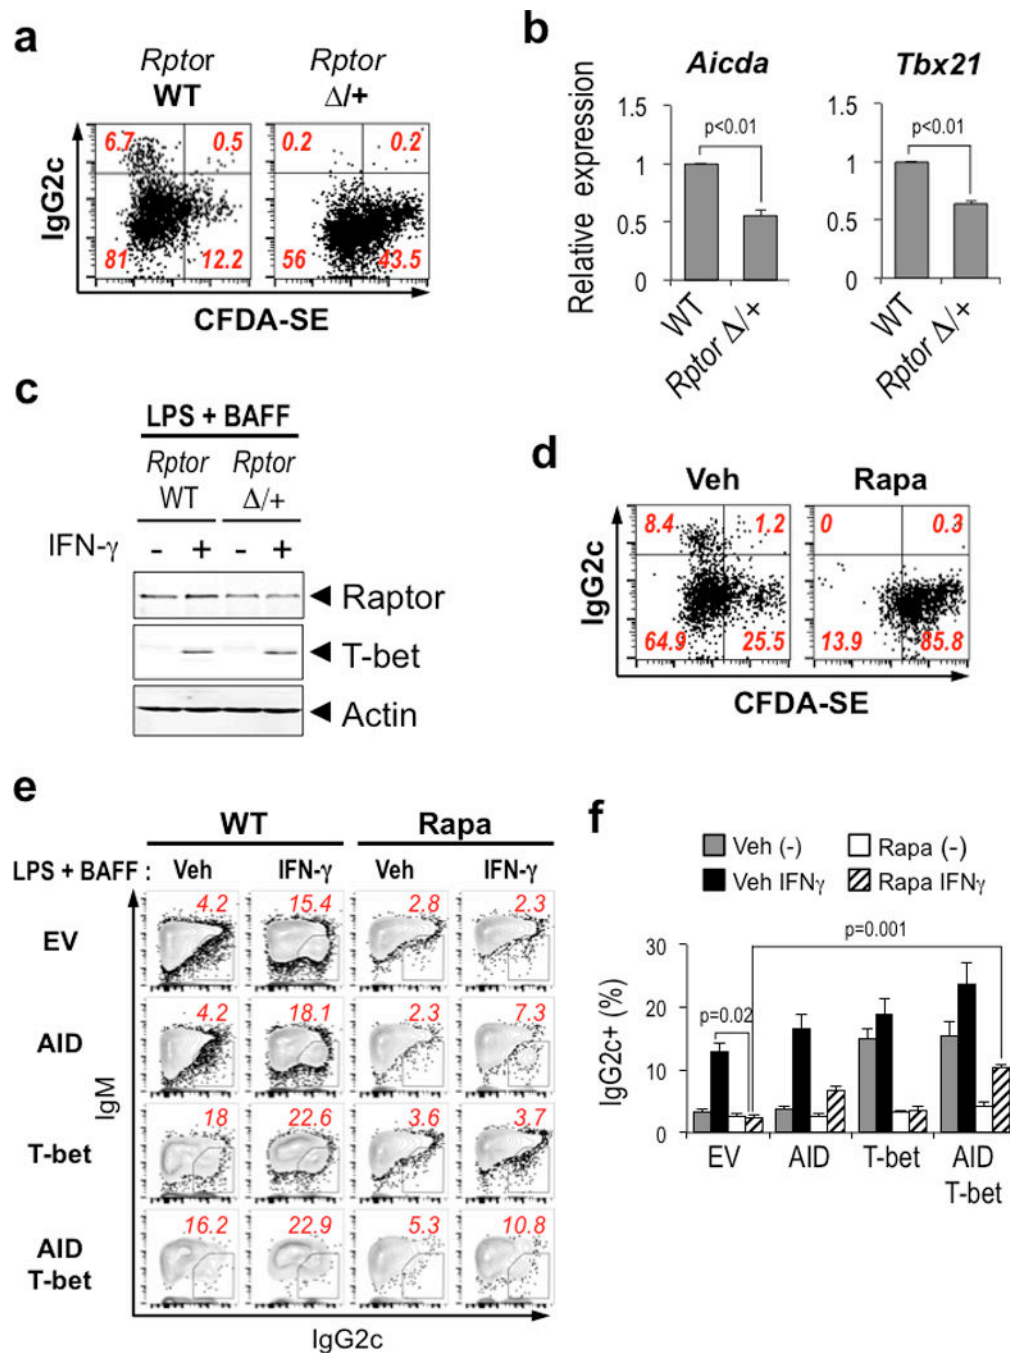 a
Rptor WT
Rptor Δ/+
6.7 0.5
0.2 0.2
81 12.2
56 43.5
IgG2c
CFDA-SE
b
Aicda
Tbx21
Relative expression
1.5 1.5
p<0.01 p<0.01
1 1
0.5 0.5
0 0
WT
Rptor Δ/+
WT
Rptor Δ/+
c
LPS + BAFF
Rptor WT
Rptor Δ/+
IFN-γ - + - +
Raptor
T-bet
Actin
d
Veh Rapa
8.4 1.2
0 0.3
64.9 25.5
13.9 85.8
IgG2c
CFDA-SE
e
WT Rapa
LPS + BAFF : Veh IFN-γ Veh IFN-γ
EV 4.2 15.4 2.8 2.3
AID 4.2 18.1 2.3 7.3
T-bet 18 22.6 3.6 3.7
AID T-bet 16.2 22.9 5.3 10.8
IgM
IgG2c
f
Veh (-) Rapa (-)
Veh IFNγ Rapa IFNγ
IgG2c+ (%)
30
20
10
0
p=0.001
p=0.02
EV AID T-bet AID
T-bet